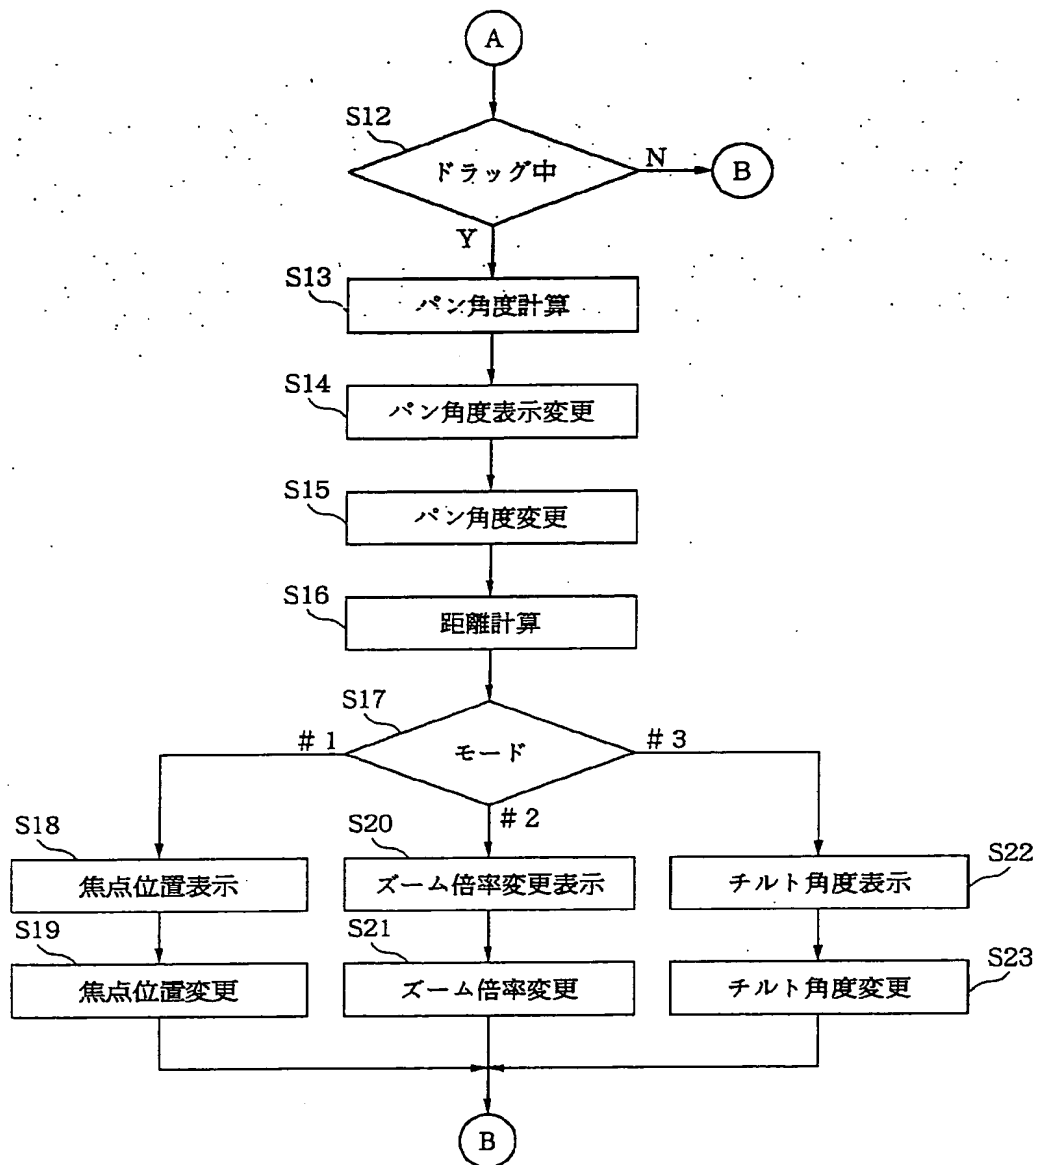 A
S12
ドラッグ中
N
B
Y
S13
パン角度計算
S14
パン角度表示変更
S15
パン角度変更
S16
距離計算
S17
モード
#1
#3
#2
S18
焦点位置表示
S20
ズーム倍率変更表示
S22
チルト角度表示
S19
焦点位置変更
S21
ズーム倍率変更
S23
チルト角度変更
B